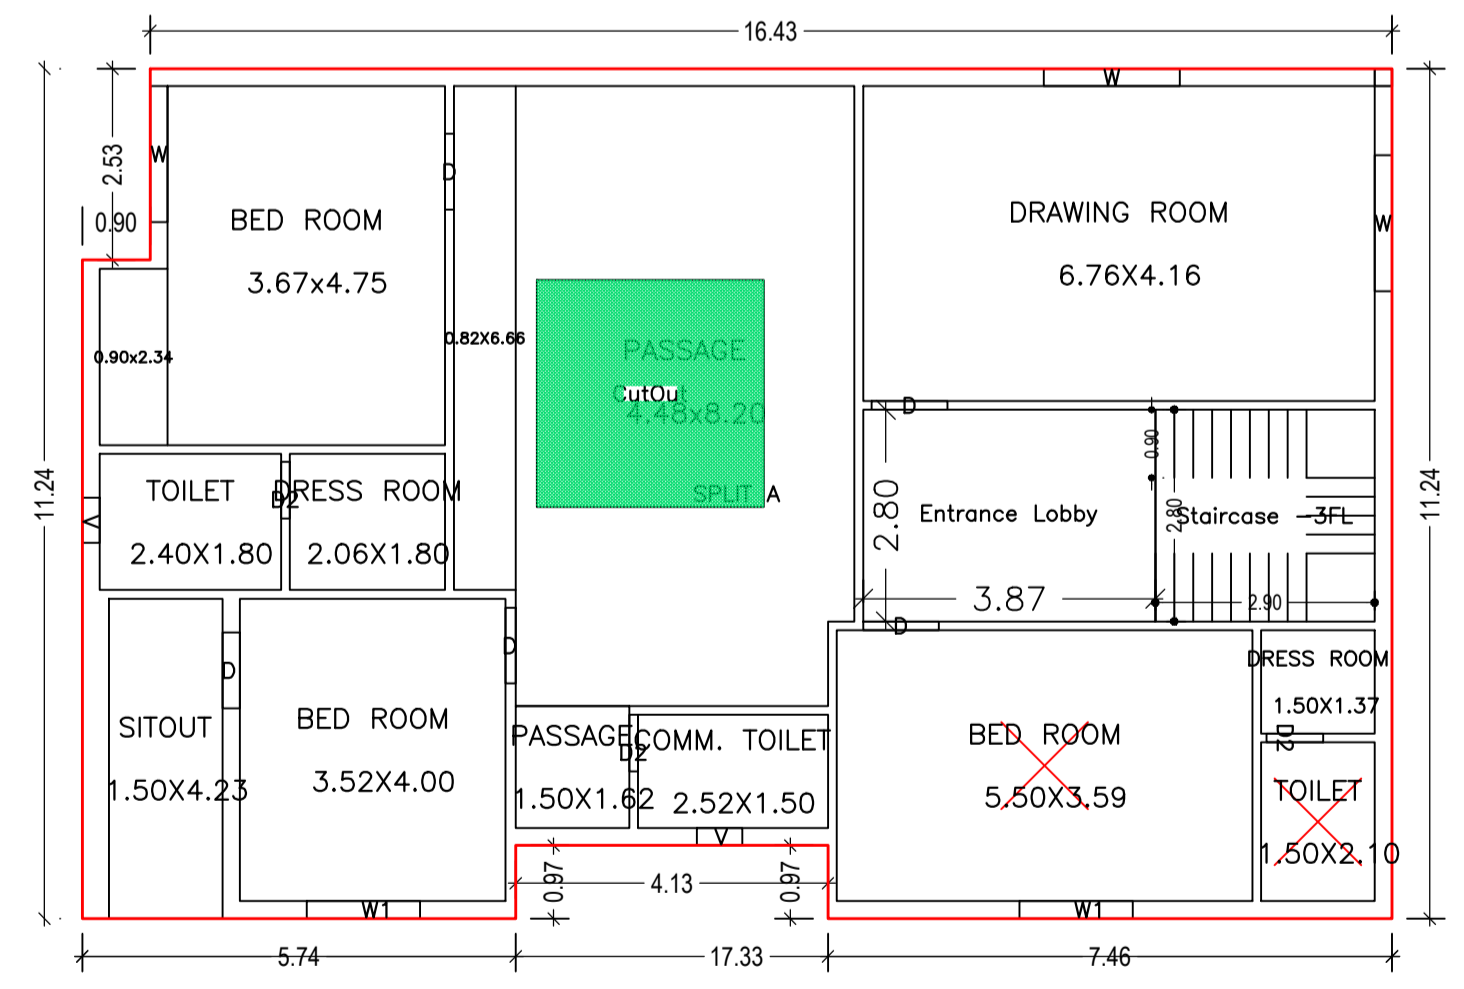 16.43
W
2.53
W
D
0.90
BED ROOM
3.67x4.75
DRAWING ROOM
6.76X4.16
W
0.90x2.34
0.82X6.66
PASSAGE
CutOut
4.48x8.20
SPLIT A
D
11.24
11.24
TOILET
2.40X1.80
D2
DRESS ROOM
2.06X1.80
V
2.80
Entrance Lobby
3.87
0.90
2.80
Staircase -3FL
2.90
D
D
D
SITOUT
1.50X4.23
BED ROOM
3.52X4.00
PASSAGE
1.50X1.62
D2
COMM. TOILET
2.52X1.50
V
BED ROOM
5.50X3.59
DRESS ROOM
1.50X1.37
D2
TOILET
1.50X2.10
0.97
4.13
0.97
W1
W1
5.74
17.33
7.46